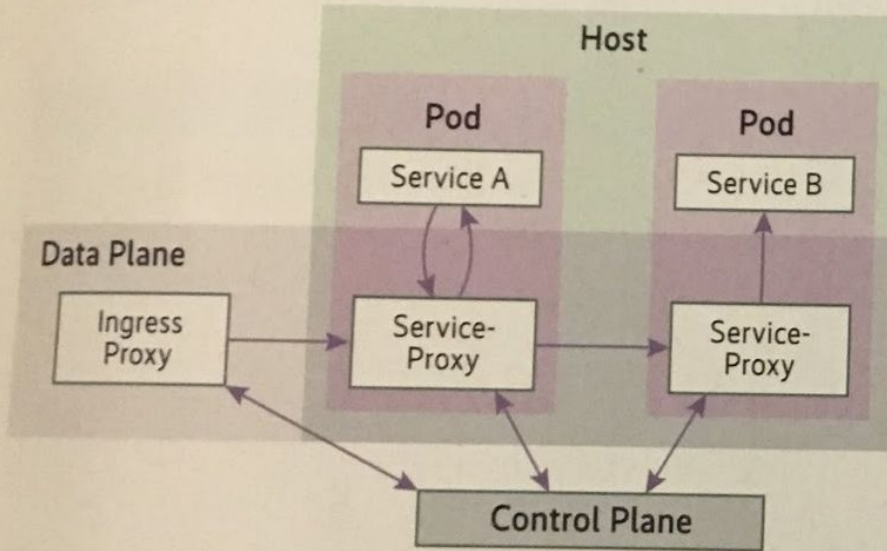 Host
Pod
Pod
Service A
Service B
Data Plane
Ingress
Proxy
Service-
Proxy
Service-
Proxy
Control Plane